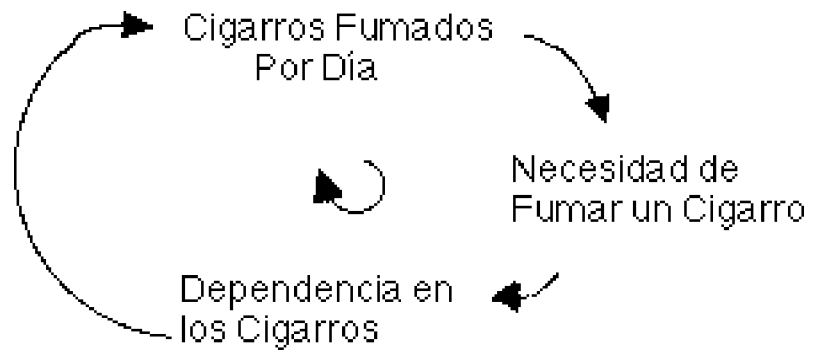 Cigarros Fumados
Por Día
Necesidad de
Fumar un Cigarro
Dependencia en
los Cigarros